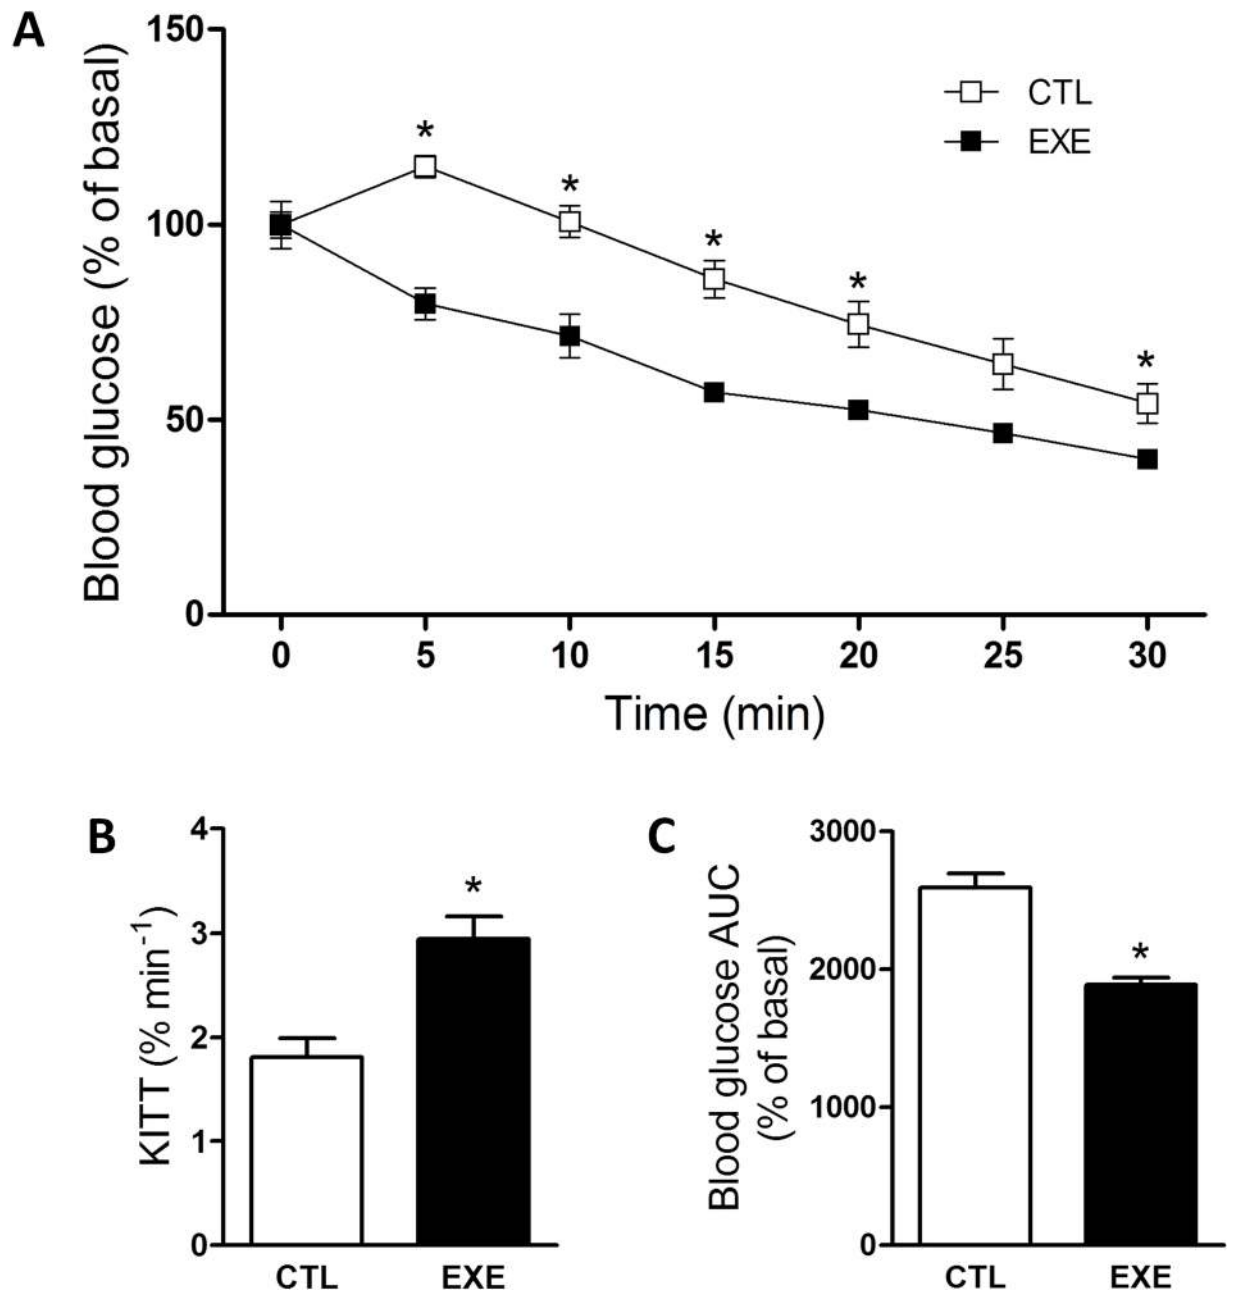 A
Blood glucose (% of basal)
150
100
50
0
*
*
*
*
*
CTL
EXE
0 5 10 15 20 25 30
Time (min)
B
KITT (% min⁻¹)
4
3
2
1
0
*
CTL EXE
C
Blood glucose AUC
(% of basal)
3000
2000
1000
0
*
CTL EXE